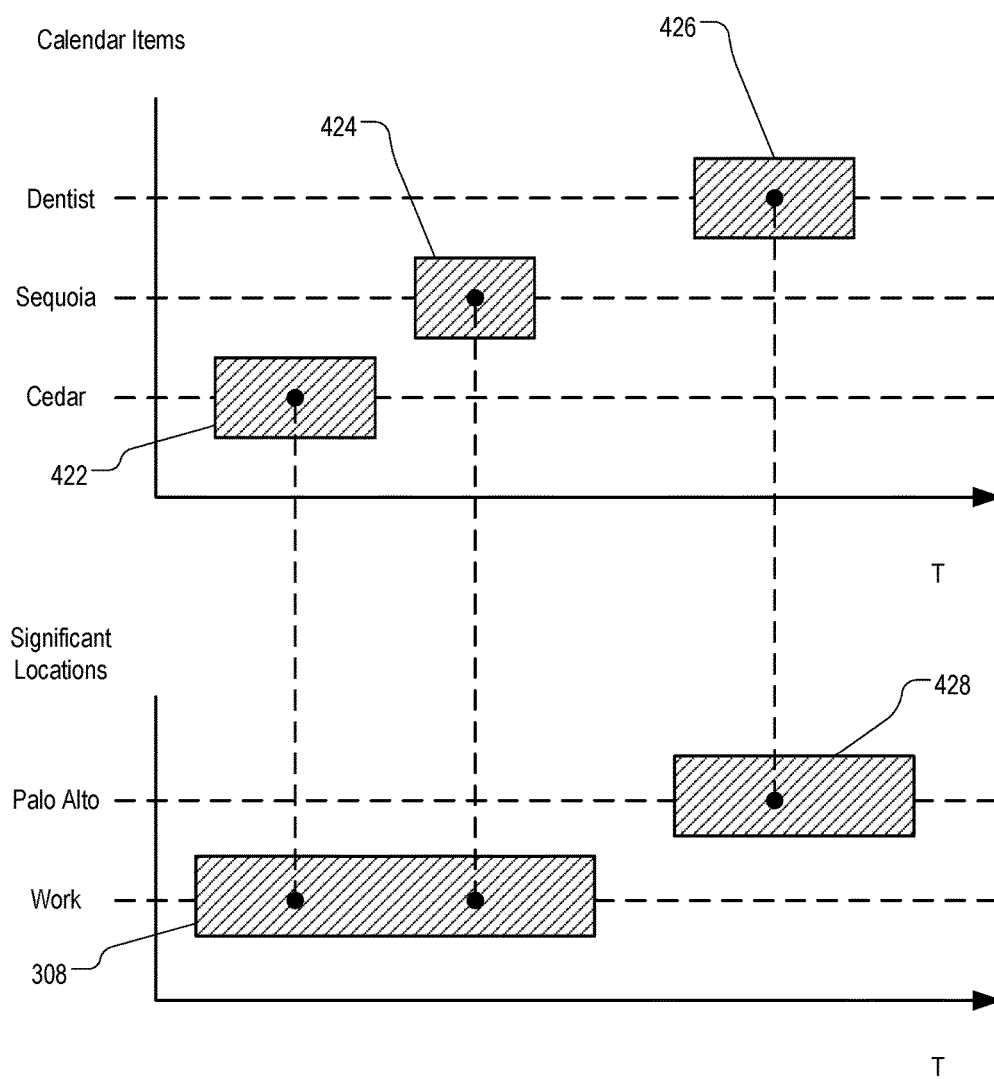 Calendar Items
426
424
Dentist
Sequoia
Cedar
422
T
Significant
Locations
428
Palo Alto
Work
308
T